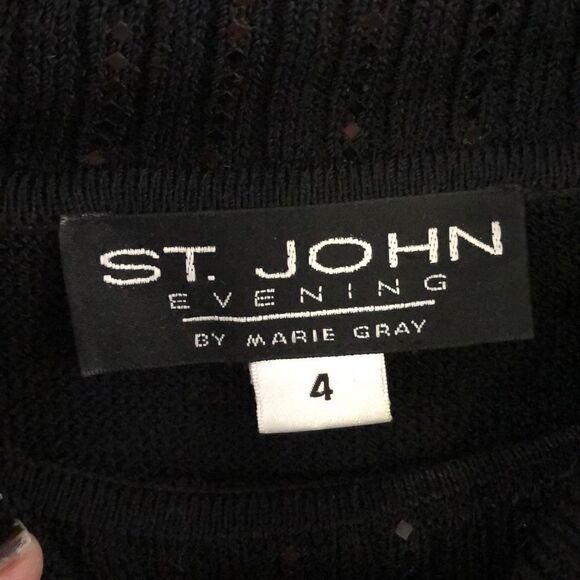 ST. JOHN
EVENING
BY MARIE GRAY
4